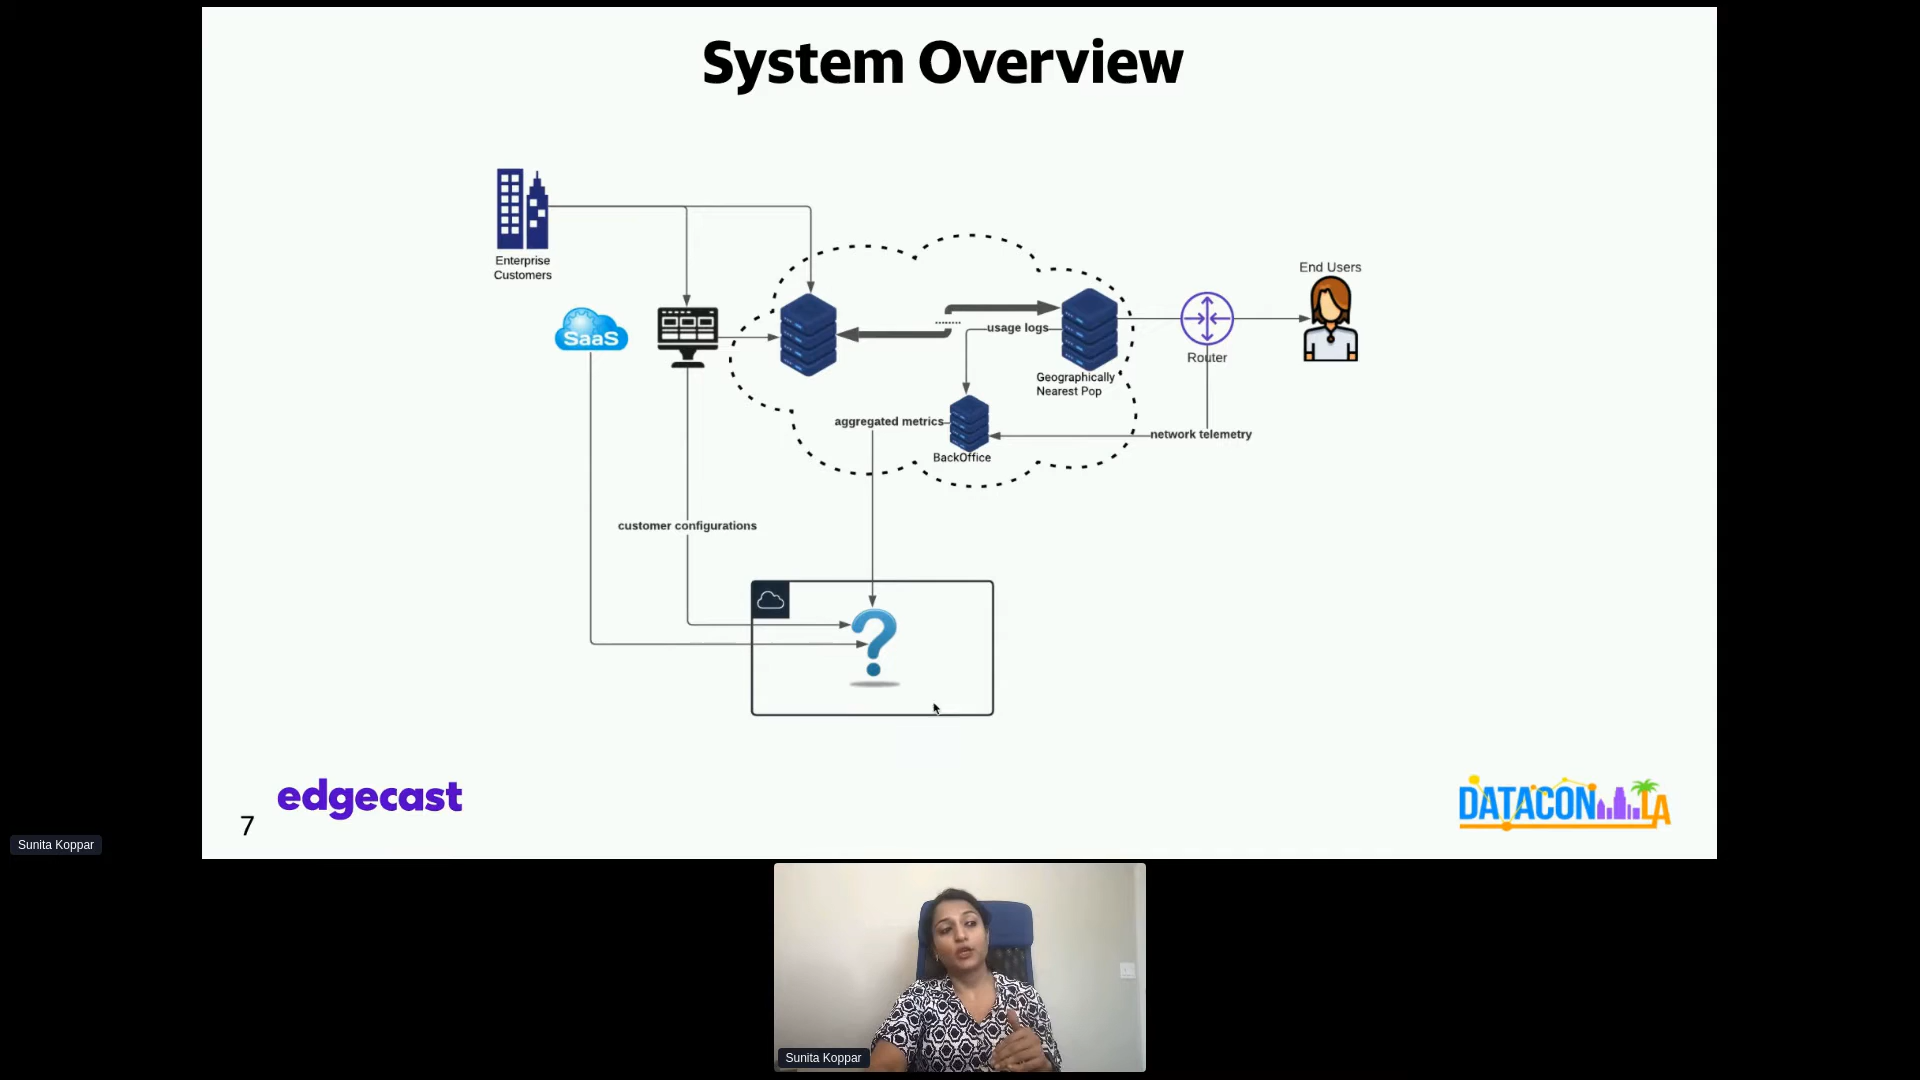 System Overview
Enterprise
Customers
End Users
SaaS
usage logs
Router
Geographically
Nearest Pop
aggregated metrics
network telemetry
BackOffice
customer configurations
edgecast
DATACON LA
7
Sunita Koppar
Sunita Koppar